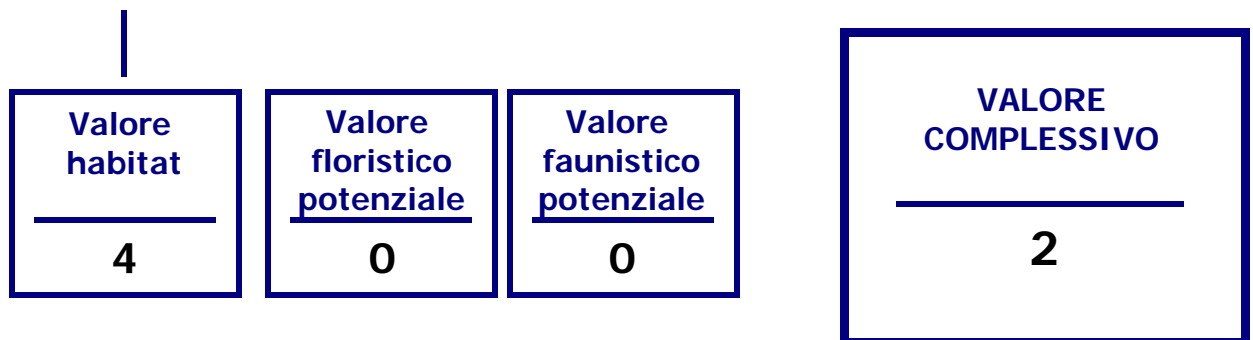 Valore
habitat
4
Valore
floristico
potenziale
0
Valore
faunistico
potenziale
0
VALORE
COMPLESSIVO
2